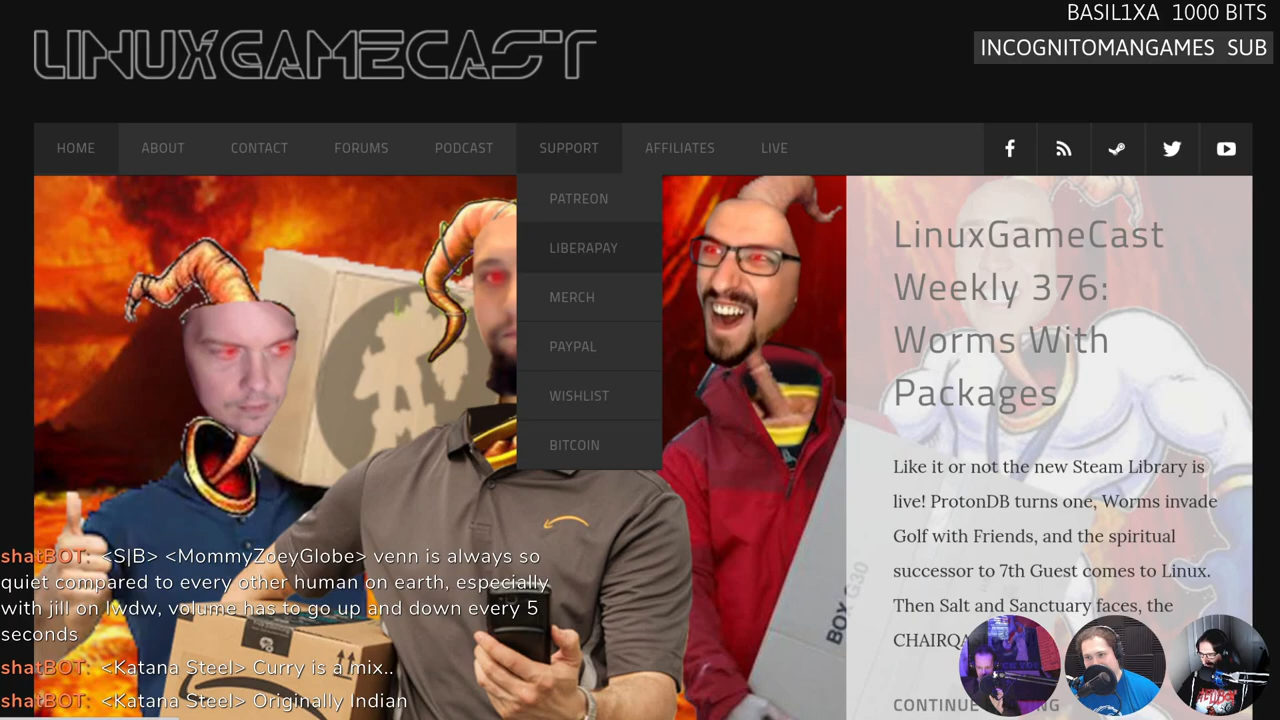 BASIL1XA 1000 BITS
INCOGNITOMANGAMES SUB
LINUXGAMECAST
HOME ABOUT CONTACT FORUMS PODCAST SUPPORT AFFILIATES LIVE
PATREON
LIBERAPAY
MERCH
PAYPAL
WISHLIST
BITCOIN
LinuxGameCast
Weekly 376:
Worms With
Packages
Like it or not the new Steam Library is
live! ProtonDB turns one, Worms invade
Golf with Friends, and the spiritual
successor to 7th Guest comes to Linux.
Then Salt and Sanctuary faces, the
CONTINUE
BOX G30
shatBOT: <S|B> <MommyZoeyGlobe> venn is always so
quiet compared to every other human on earth, especially
with jill on lwdw, volume has to go up and down every 5
seconds
shatBOT: <Katana Steel> Curry is a mix..
shatBOT: <Katana Steel> Originally Indian